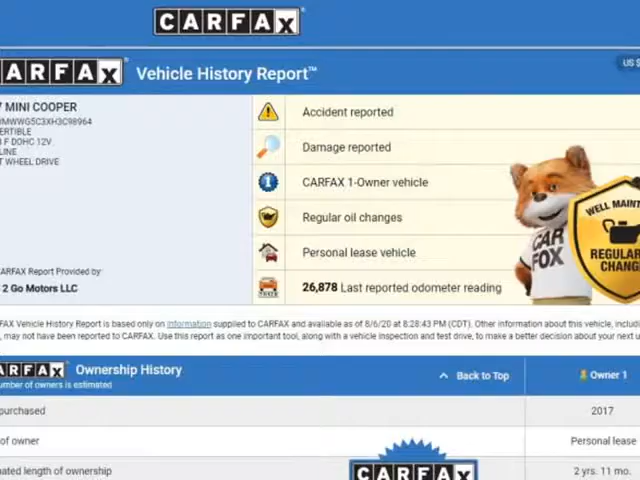 CARFAX
ARFAX Vehicle History Report™
US $
MINI COOPER
ERTIBLE
F DOHC 12V
LINE
T WHEEL DRIVE
Accident reported
Damage reported
1 CARFAX 1-Owner vehicle
Regular oil changes
Personal lease vehicle
26,878 Last reported odometer reading
CAR
FOX
WELL MAINT
REGULAR
CHANG
CARFAX Report Provided by
2 Go Motors LLC
FAX Vehicle History Report is based only on information supplied to CARFAX and available as of 8/6/20 at 8:28:43 PM (CDT). Other information about this vehicle, includi
, may not have been reported to CARFAX. Use this report as one important tool, along with a vehicle inspection and test drive, to make a better decision about your next u
ARFAX Ownership History
umber of owners is estimated
Back to Top
Owner 1
purchased
2017
of owner
Personal lease
ated length of ownership
2 yrs. 11 mo.
CARFAX